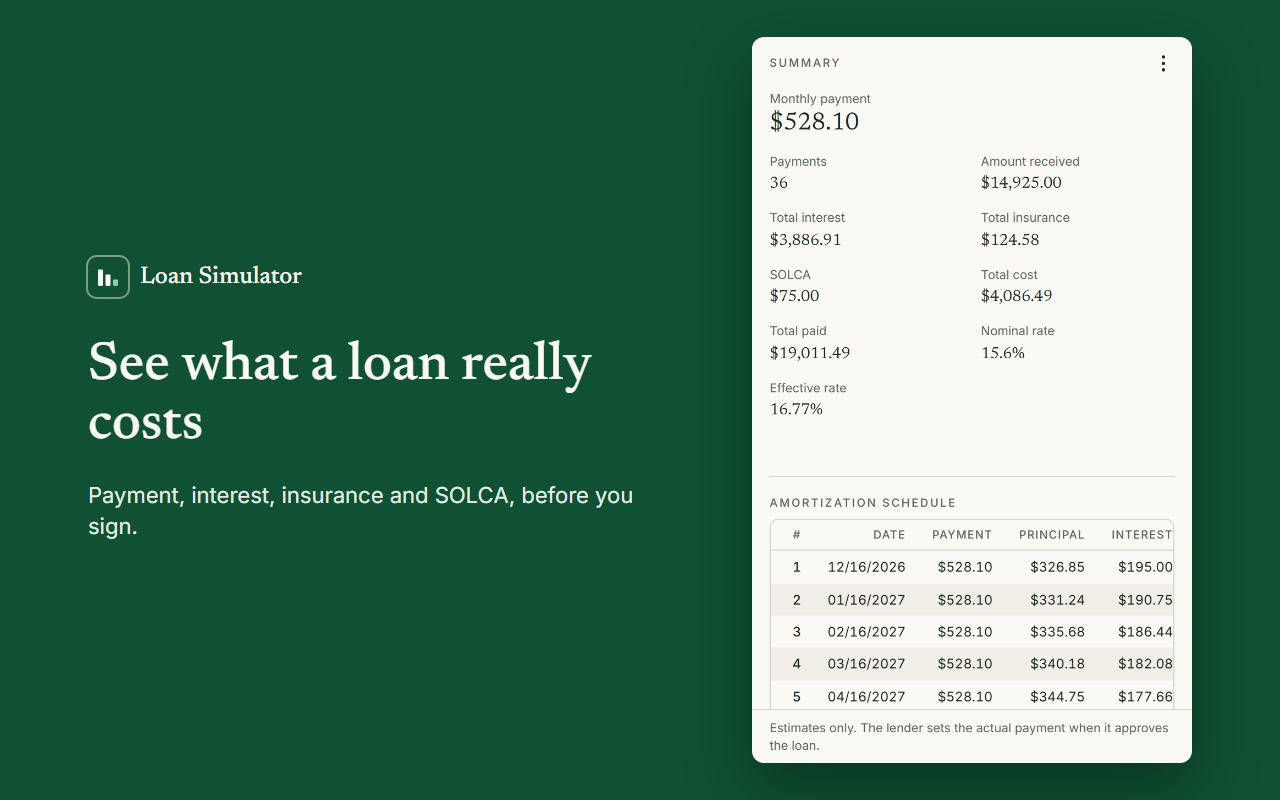 Loan Simulator
See what a loan really
costs
Payment, interest, insurance and SOLCA, before you
sign.
SUMMARY
Monthly payment
$528.10
Payments Amount received
36 $14,925.00
Total interest Total insurance
$3,886.91 $124.58
SOLCA Total cost
$75.00 $4,086.49
Total paid Nominal rate
$19,011.49 15.6%
Effective rate
16.77%
AMORTIZATION SCHEDULE
# DATE PAYMENT PRINCIPAL INTEREST
1 12/16/2026 $528.10 $326.85 $195.00
2 01/16/2027 $528.10 $331.24 $190.75
3 02/16/2027 $528.10 $335.68 $186.44
4 03/16/2027 $528.10 $340.18 $182.08
5 04/16/2027 $528.10 $344.75 $177.66
Estimates only. The lender sets the actual payment when it approves
the loan.